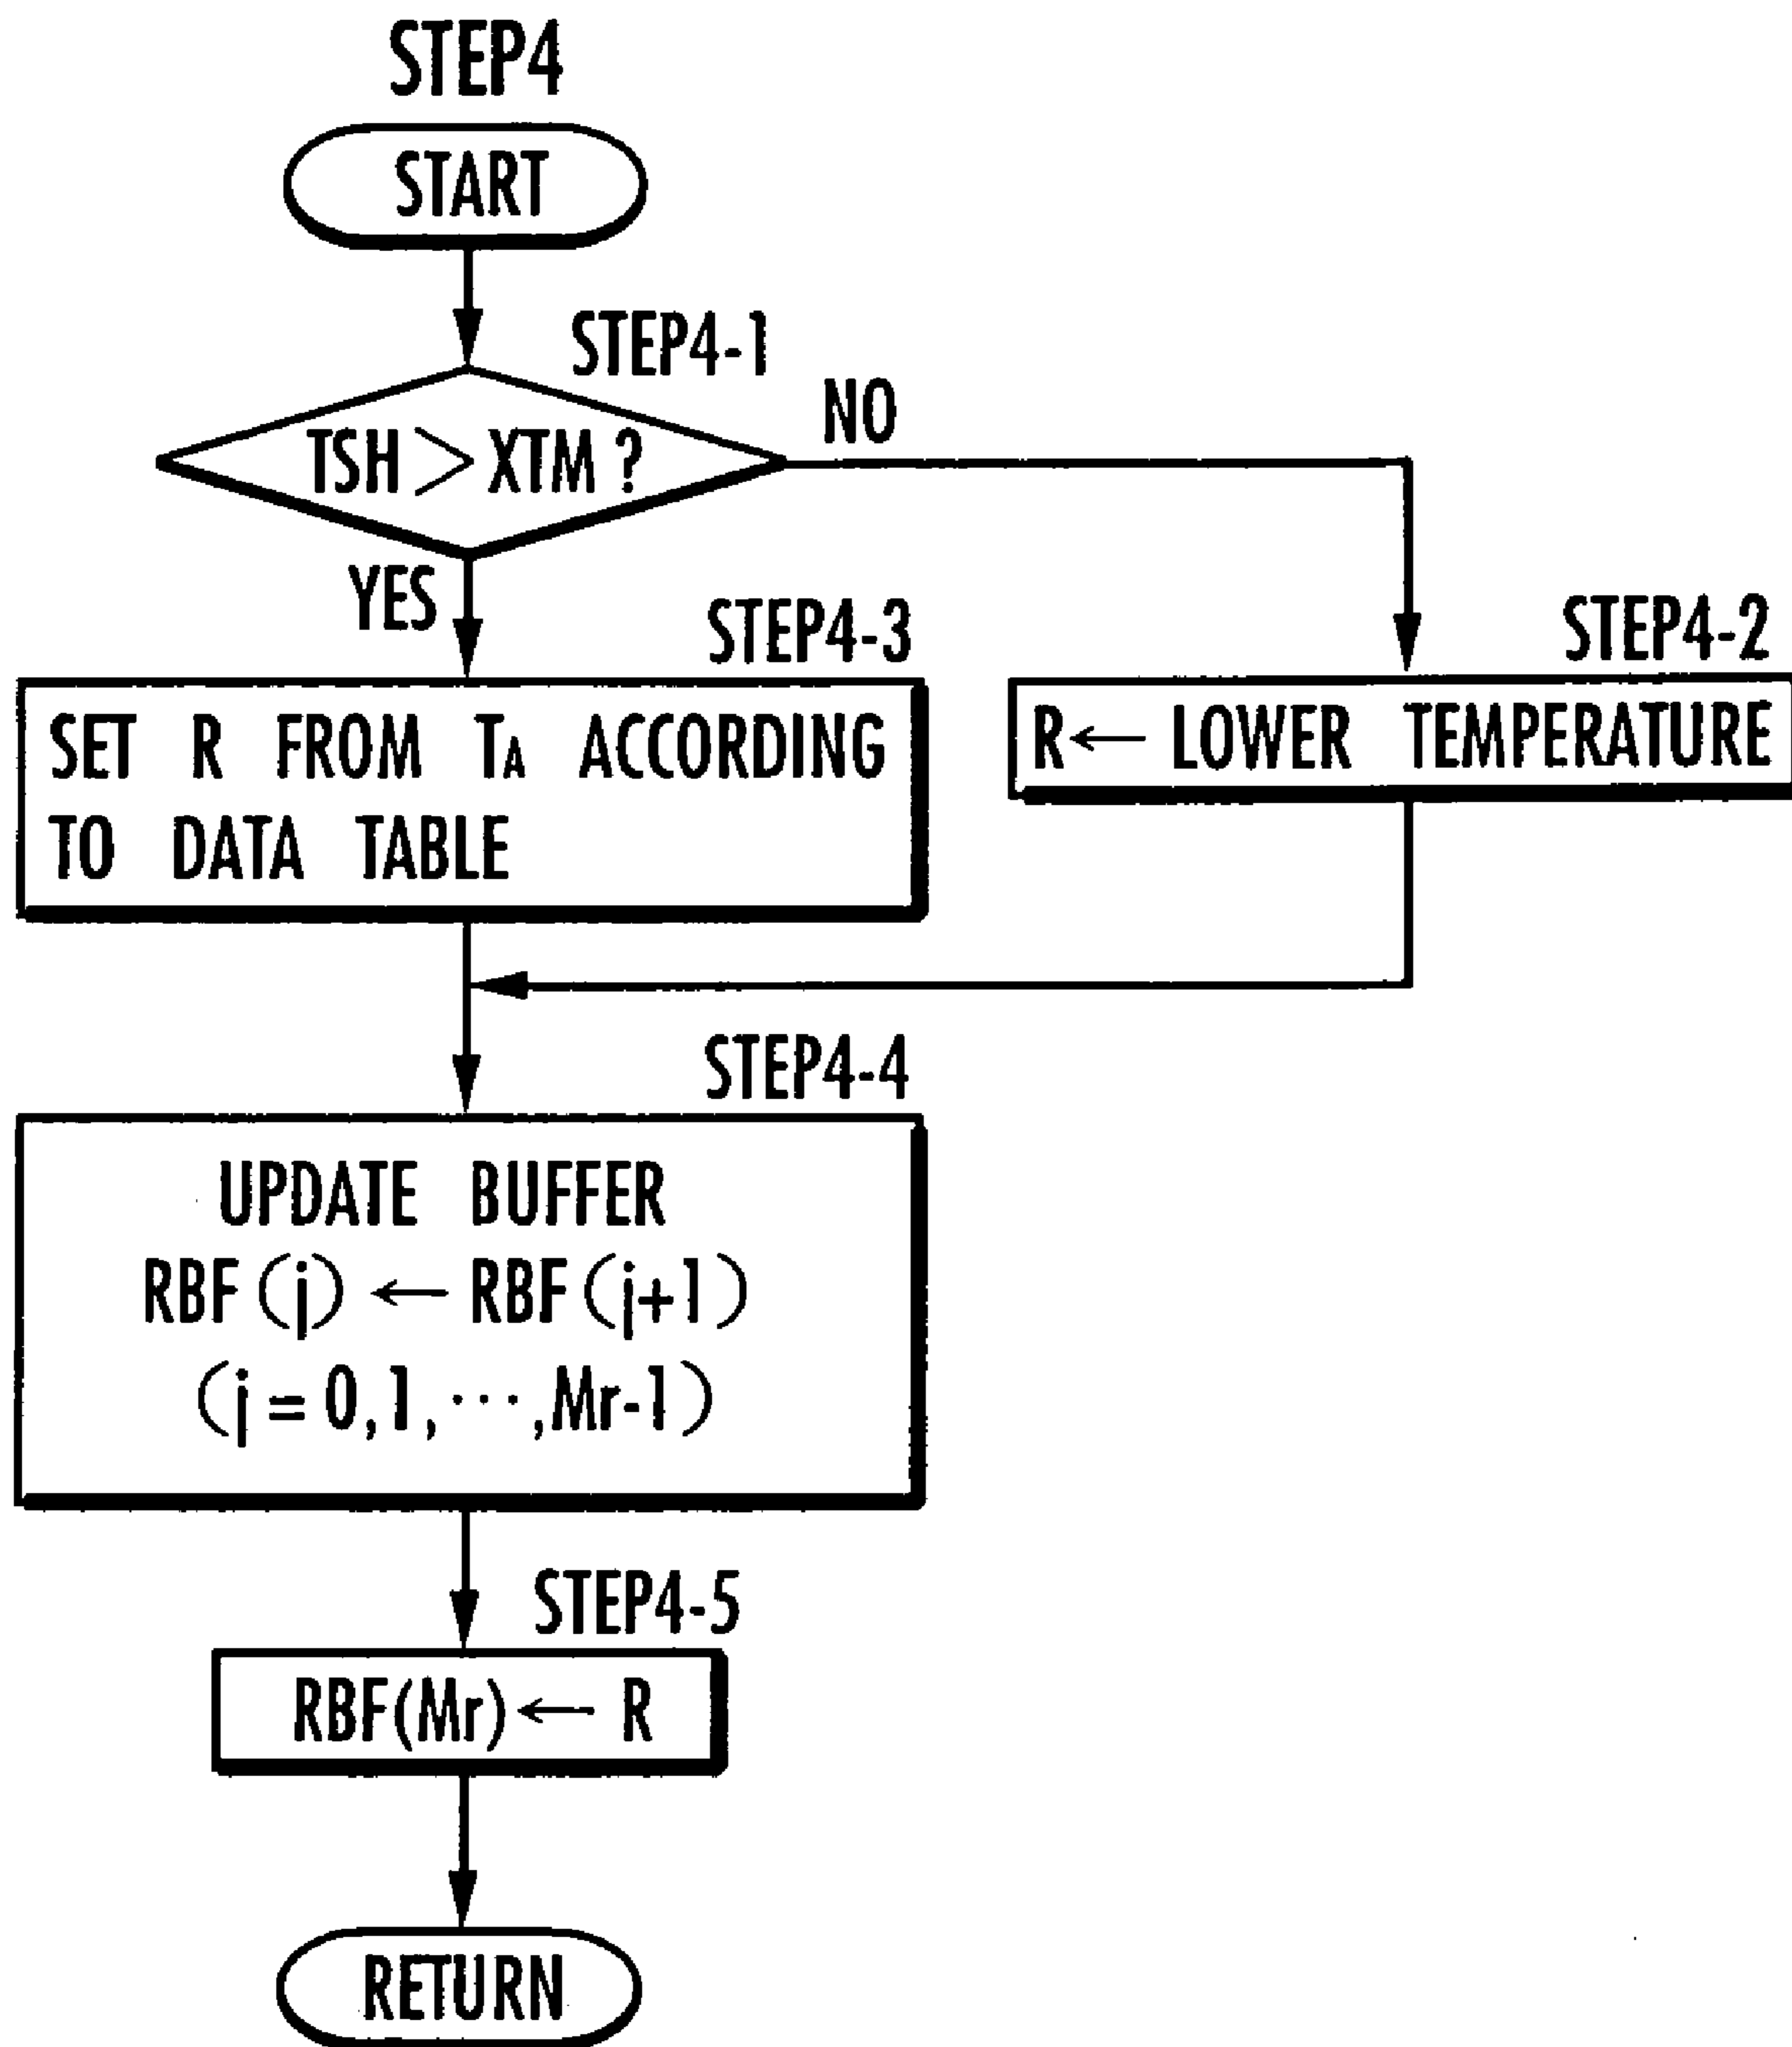 STEP4
START
STEP4-1
TSH > XTM ?
NO
YES
STEP4-3
SET R FROM TA ACCORDING
TO DATA TABLE
STEP4-2
R ← LOWER TEMPERATURE
STEP4-4
UPDATE BUFFER
RBF (j) ← RBF (j+1)
(j = 0,1, ··· ,Mr-1)
STEP4-5
RBF(Mr) ← R
RETURN